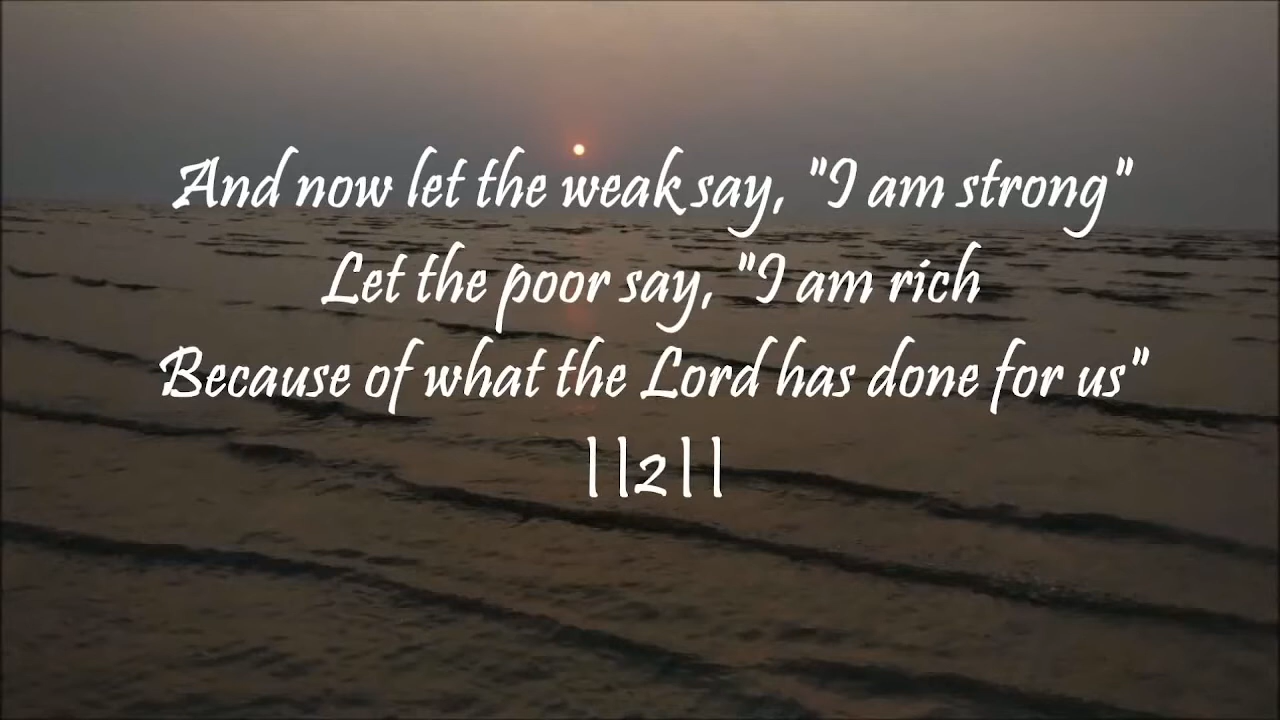 And now let the weak say, "I am strong"
Let the poor say, "I am rich
Because of what the Lord has done for us"
||2||